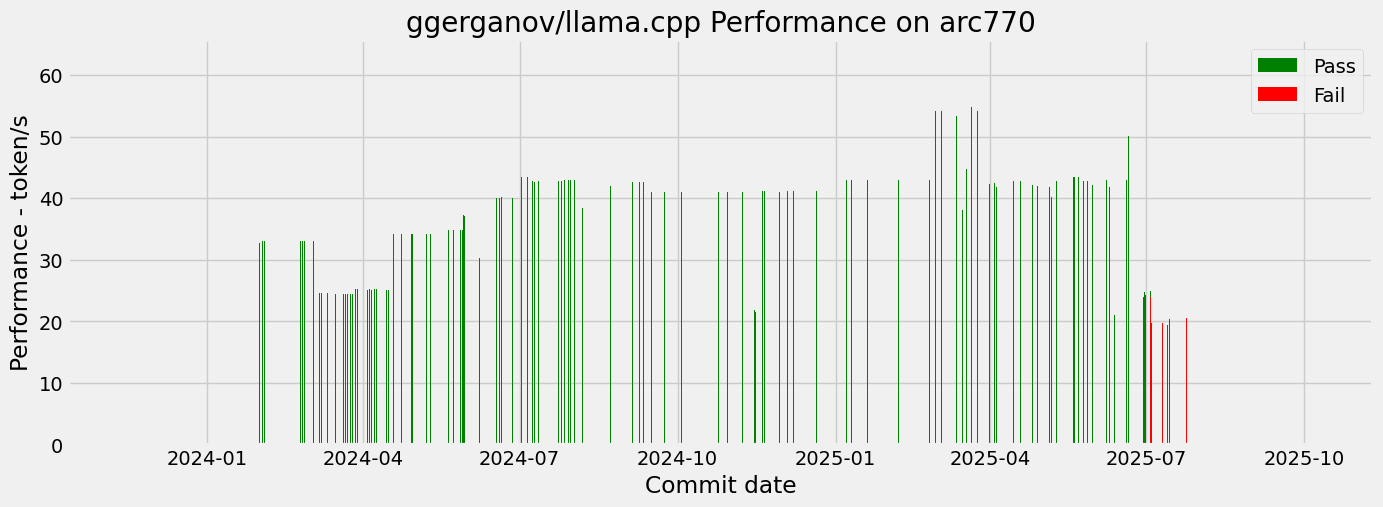 ggerganov/llama.cpp Performance on arc770
Pass
Fail
Performance - token/s
60
50
40
30
20
10
0
2024-01 2024-04 2024-07 2024-10 2025-01 2025-04 2025-07 2025-10
Commit date